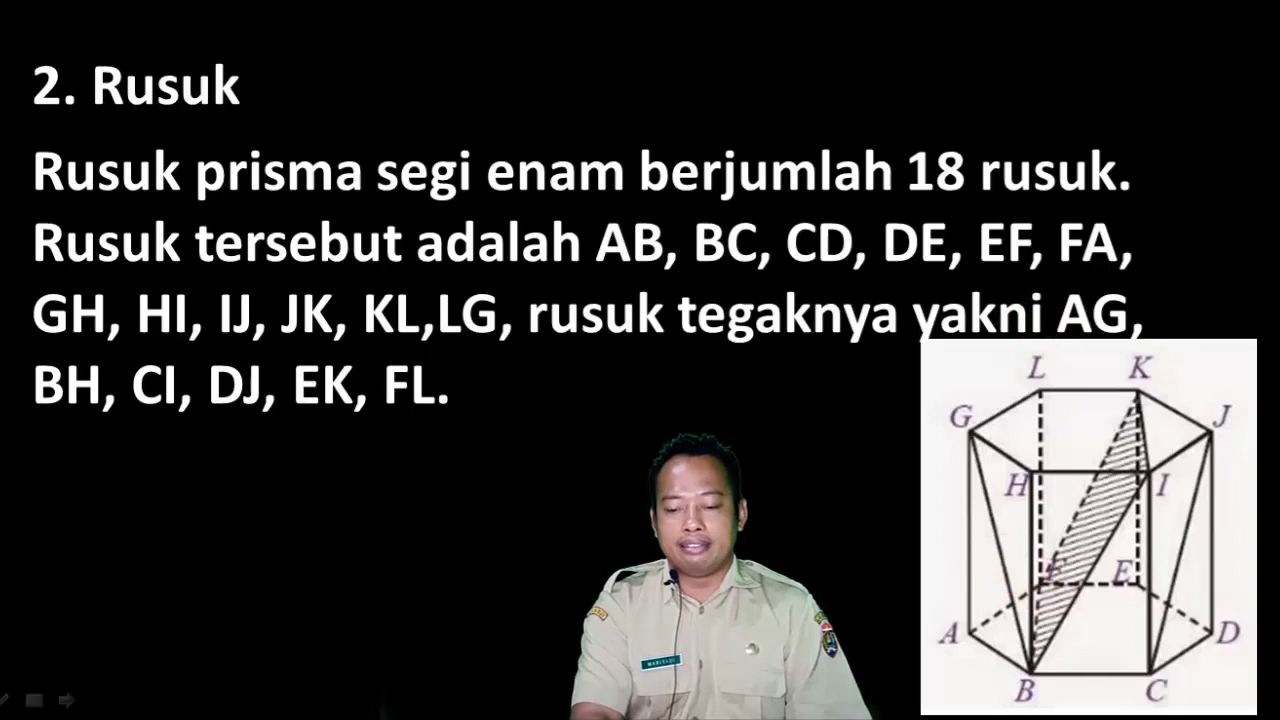 2. Rusuk
Rusuk prisma segi enam berjumlah 18 rusuk.
Rusuk tersebut adalah AB, BC, CD, DE, EF, FA,
GH, HI, IJ, JK, KL,LG, rusuk tegaknya yakni AG,
BH, CI, DJ, EK, FL.
L K
G J
H I
F E
A D
B C